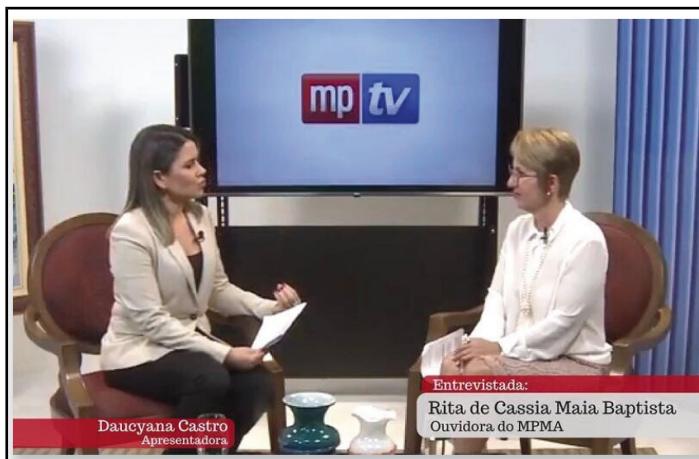 mp tv
Daucyana Castro
Apresentadora
Entrevistada:
Rita de Cassia Maia Baptista
Ouvidora do MPMA